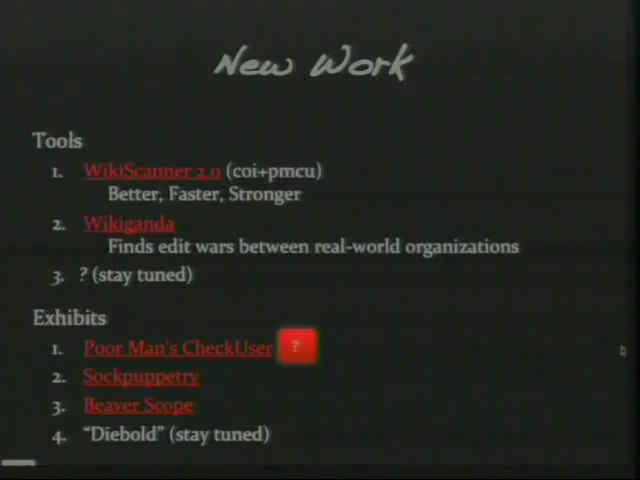 New Work
Tools
1. WikiScanner 2.0 (coi+pmcu)
Better, Faster, Stronger
2. Wikiganda
Finds edit wars between real-world organizations
3. ? (stay tuned)
Exhibits
1. Poor Man's CheckUser ?
2. Sockpuppetry
3. Beaver Scope
4. “Diebold” (stay tuned)